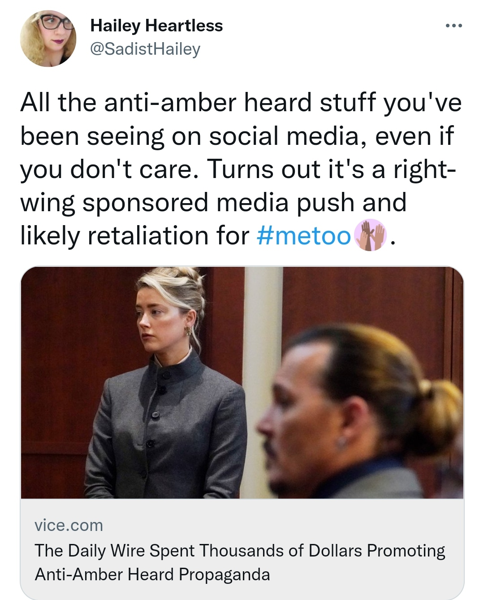 Hailey Heartless
@SadistHailey
All the anti-amber heard stuff you've
been seeing on social media, even if
you don't care. Turns out it's a right-
wing sponsored media push and
likely retaliation for #metoo.
vice.com
The Daily Wire Spent Thousands of Dollars Promoting
Anti-Amber Heard Propaganda